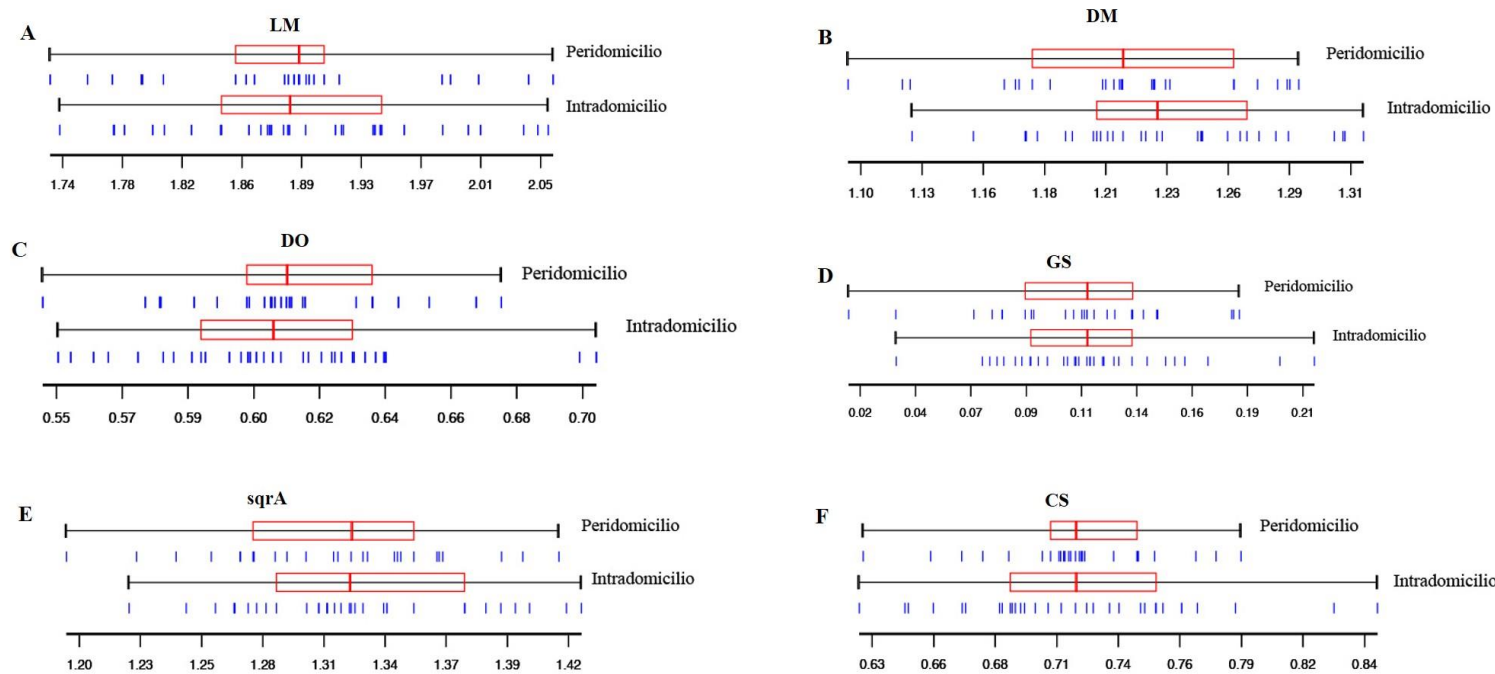 A
LM
Peridomicilio
Intradomicilio
1.74 1.78 1.82 1.86 1.89 1.93 1.97 2.01 2.05
B
DM
Peridomicilio
Intradomicilio
1.10 1.13 1.16 1.18 1.21 1.23 1.26 1.29 1.31
C
DO
Peridomicilio
Intradomicilio
0.55 0.57 0.59 0.60 0.62 0.64 0.66 0.68 0.70
D
GS
Peridomicilio
Intradomicilio
0.02 0.04 0.07 0.09 0.11 0.14 0.16 0.19 0.21
E
sqrA
Peridomicilio
Intradomicilio
1.20 1.23 1.25 1.28 1.31 1.34 1.37 1.39 1.42
F
CS
Peridomicilio
Intradomicilio
0.63 0.66 0.68 0.71 0.74 0.76 0.79 0.82 0.84